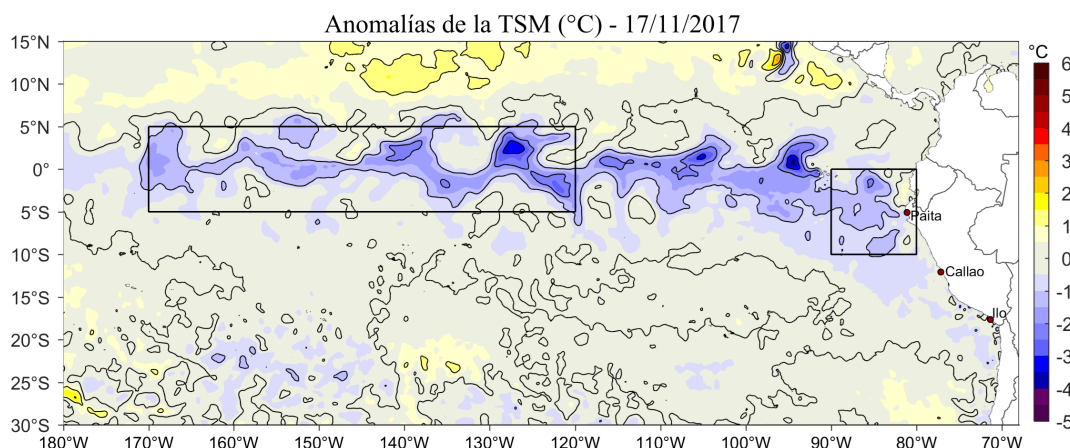 Anomalías de la TSM (°C) - 17/11/2017
15°N
10°N
5°N
0°
5°S
10°S
15°S
20°S
25°S
30°S
180°W
170°W
160°W
150°W
140°W
130°W
120°W
110°W
100°W
90°W
80°W
70°W
Paita
Callao
Ilo
°C
6
5
4
3
2
1
0
-1
-2
-3
-4
-5